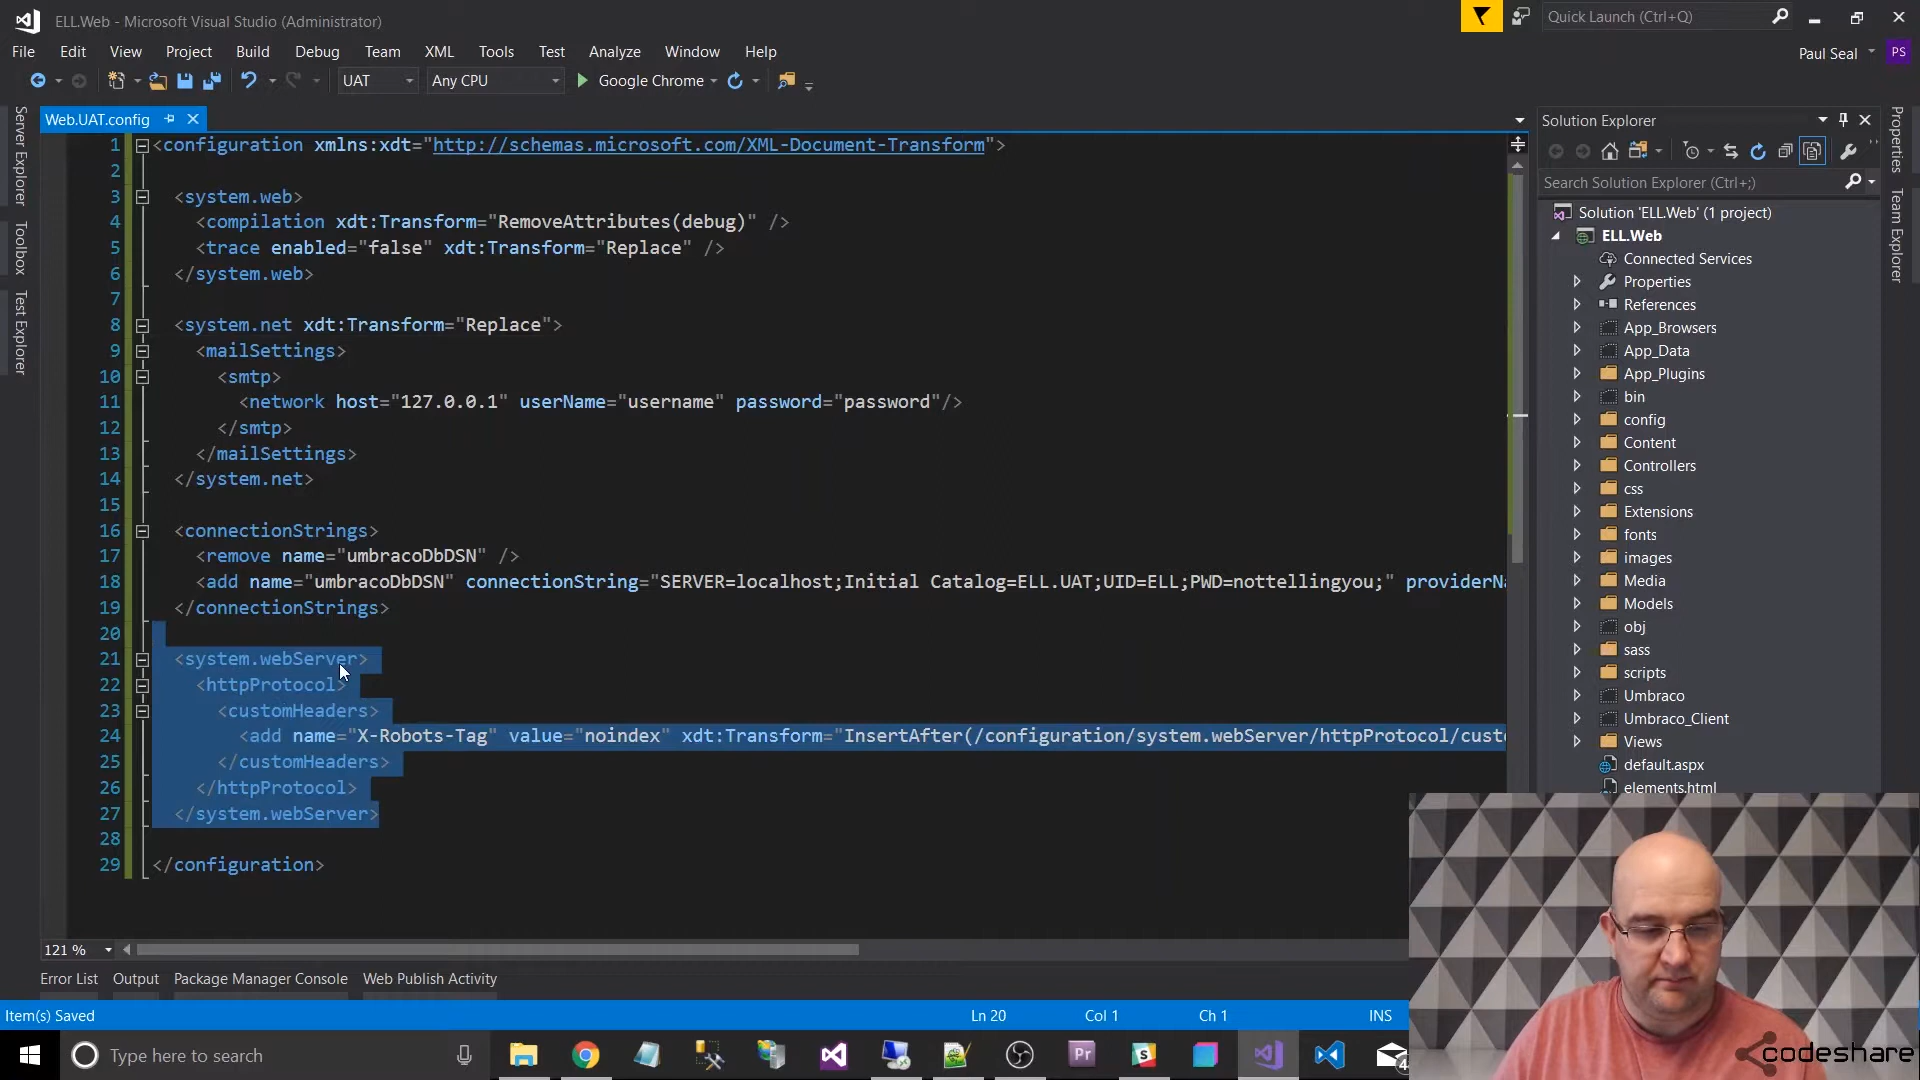 ELL.Web - Microsoft Visual Studio (Administrator)
Quick Launch (Ctrl+Q)
File Edit View Project Build Debug Team XML Tools Test Analyze Window Help
Paul Seal PS
UAT Any CPU Google Chrome
Server Explorer
Toolbox
Test Explorer
Web.UAT.config
1 <configuration xmlns:xdt="http://schemas.microsoft.com/XML-Document-Transform">
2
3 <system.web>
4 <compilation xdt:Transform="RemoveAttributes(debug)" />
5 <trace enabled="false" xdt:Transform="Replace" />
6 </system.web>
7
8 <system.net xdt:Transform="Replace">
9 <mailSettings>
10 <smtp>
11 <network host="127.0.0.1" userName="username" password="password"/>
12 </smtp>
13 </mailSettings>
14 </system.net>
15
16 <connectionStrings>
17 <remove name="umbracoDbDSN" />
18 <add name="umbracoDbDSN" connectionString="SERVER=localhost;Initial Catalog=ELL.UAT;UID=ELL;PWD=nottellingyou;" providerNa
19 </connectionStrings>
20
21 <system.webServer>
22 <httpProtocol>
23 <customHeaders>
24 <add name="X-Robots-Tag" value="noindex" xdt:Transform="InsertAfter(/configuration/system.webServer/httpProtocol/custo
25 </customHeaders>
26 </httpProtocol>
27 </system.webServer>
28
29 </configuration>
121 %
Solution Explorer
Search Solution Explorer (Ctrl+;)
Solution 'ELL.Web' (1 project)
ELL.Web
Connected Services
Properties
References
App_Browsers
App_Data
App_Plugins
bin
config
Content
Controllers
css
Extensions
fonts
images
Media
Models
obj
sass
scripts
Umbraco
Umbraco_Client
Views
default.aspx
elements.html
Properties
Team Explorer
Error List Output Package Manager Console Web Publish Activity
Item(s) Saved Ln 20 Col 1 Ch 1 INS
Type here to search
Pr
S
4
codeshare